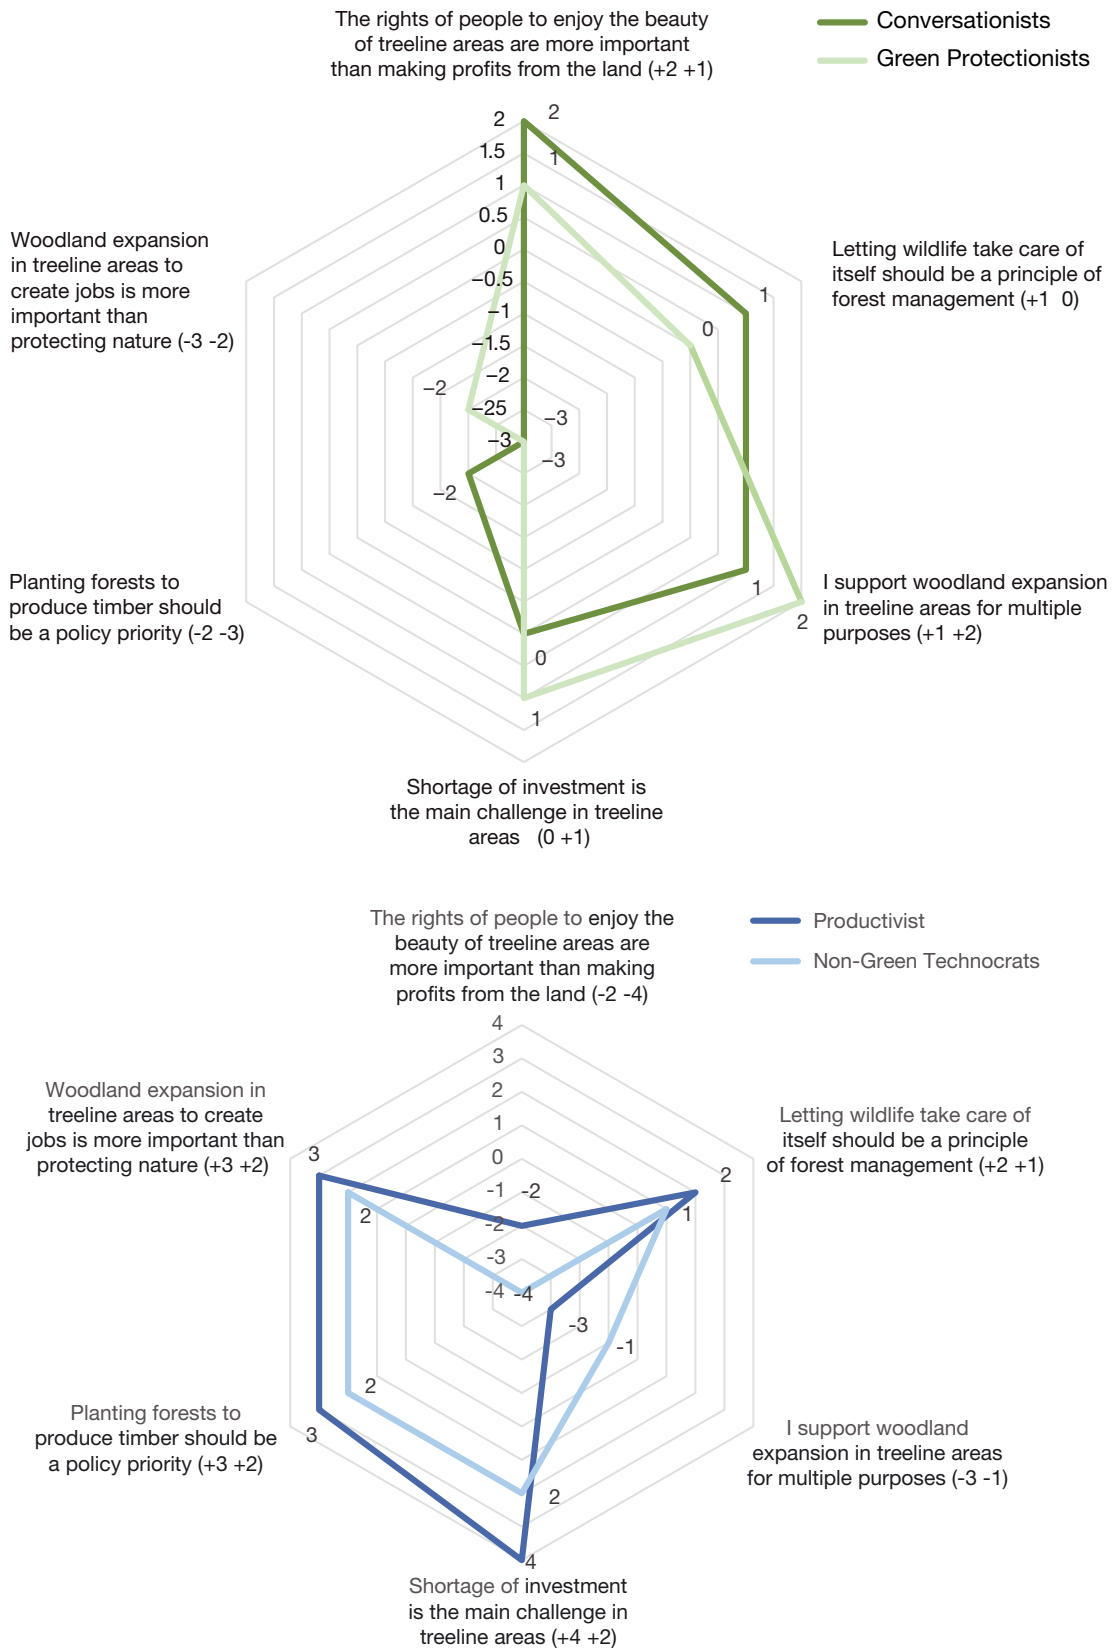 The rights of people to enjoy the beauty
of treeline areas are more important
than making profits from the land (+2 +1)
Conversationists
Green Protectionists
2
1.5
1
0.5
0
−0.5
−1
−1.5
−2
−25
−3
2
1
1
0
−2
−3
−3
−2
1
2
0
1
Woodland expansion
in treeline areas to
create jobs is more
important than
protecting nature (-3 -2)
Letting wildlife take care of
itself should be a principle of
forest management (+1 0)
Planting forests to
produce timber should
be a policy priority (-2 -3)
I support woodland expansion
in treeline areas for multiple
purposes (+1 +2)
Shortage of investment is
the main challenge in treeline
areas (0 +1)
The rights of people to enjoy the
beauty of treeline areas are
more important than making
profits from the land (-2 -4)
Productivist
Non-Green Technocrats
4
3
2
1
0
-1
-2
-3
-4
-2
-4
2
1
3
2
-3
-1
2
3
2
4
Woodland expansion in
treeline areas to create
jobs is more important than
protecting nature (+3 +2)
Letting wildlife take care of
itself should be a principle
of forest management (+2 +1)
Planting forests to
produce timber should be
a policy priority (+3 +2)
I support woodland
expansion in treeline areas
for multiple purposes (-3 -1)
Shortage of investment
is the main challenge in
treeline areas (+4 +2)